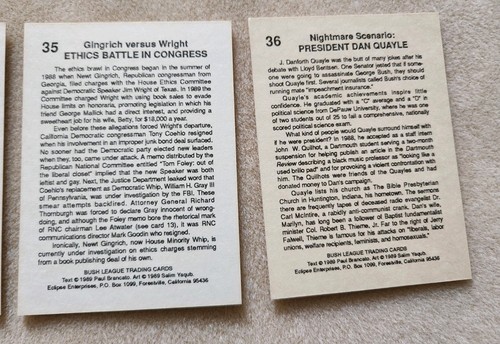 35
Gingrich versus Wright
ETHICS BATTLE IN CONGRESS
The ethics brawl in Congress began in the summer of
1988 when Newt Gingrich, Republican congressman from
Georgia, filed charges with the House Ethics Committee
against Democratic Speaker Jim Wright of Texas. In 1989 the
Committee charged Wright with using book sales to evade
House limits on honoraria, promoting legislation in which his
friend George Mallick had a direct interest, and providing a
sweetheart job for his wife, Betty, for $18,000 a year.
Even before these allegations forced Wright's departure,
California Democratic congressman Tony Coelho resigned
when his involvement in an improper junk bond deal surfaced.
No sooner had the Democratic party elected new leaders
when they, too, came under attack. A memo distributed by the
Republican National Committee entitled "Tom Foley: out of
the liberal closet" implied that the new Speaker was both
leftist and gay. Next, the Justice Department leaked word that
Coelho's replacement as Democratic Whip, William H. Gray III
of Pennsylvania, was under investigation by the FBI. These
smear attempts backfired. Attorney General Richard
Thornburgh was forced to declare Gray innocent of wrong-
doing, and although the Foley memo bore the rhetorical mark
of RNC chairman Lee Atwater (see card 13), it was RNC
communications director Mark Goodin who resigned.
Ironically, Newt Gingrich, now House Minority Whip, is
currently under investigation on ethics charges stemming
from a book publishing deal of his own.
BUSH LEAGUE TRADING CARDS
Text © 1989 Paul Brancato. Art © 1989 Salim Yaqub.
Eclipse Enterprises, P.O. Box 1099, Forestville, California 95436
36
Nightmare Scenario:
PRESIDENT DAN QUAYLE
J. Danforth Quayle was the butt of many jokes after his
debate with Lloyd Bentsen. One Senator jested that if some-
one were going to assassinate George Bush, they should
shoot Quayle first. Several journalists called Bush's choice of
running mate "impeachment insurance."
Quayle's academic achievements inspire little
confidence. He graduated with a "C" average and a "D" in
political science from DePauw University, where he was one
of two students out of 25 to fail a comprehensive, nationally
scored political science exam.
What kind of people would Quayle surround himself with
if he were president? In 1988, he accepted as a staff intern
John W. Quilhot, a Dartmouth student serving a two-month
suspension for helping publish an article in the Dartmouth
Review describing a black music professor as "looking like a
used brillo pad" and for provoking a violent confrontation with
him. The Quilhots were friends of the Quayles and had
donated money to Dan's campaign.
Quayle lists his church as The Bible Presbyterian
Church in Huntington, Indiana, his hometown. The sermons
there are frequently tapes of deceased radio evangelist Dr.
Carl McIntire, a rabidly anti-communist crank. Dan's wife,
Marilyn, has long been a follower of Baptist fundamentalist
minister Col. Robert B. Thieme, Jr. Far to the right of Jerry
Falwell, Thieme is famous for his attacks on "liberals, labor
unions, welfare recipients, feminists, and homosexuals."
BUSH LEAGUE TRADING CARDS
Text © 1989 Paul Brancato. Art © 1989 Salim Yaqub.
Eclipse Enterprises, P.O. Box 1099, Forestville, California 95436